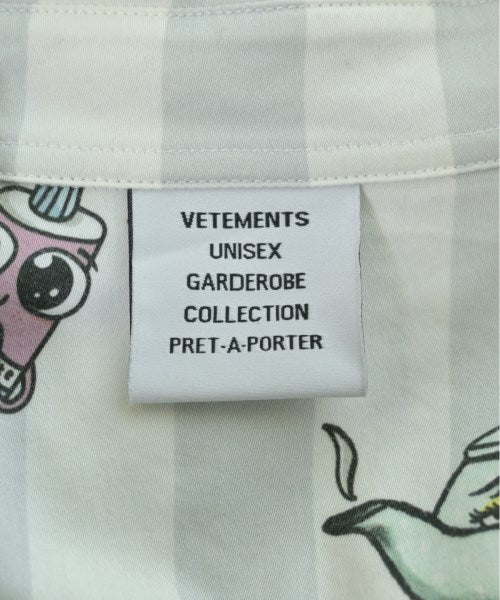 VETEMENTS
UNISEX
GARDEROBE
COLLECTION
PRET-A-PORTER